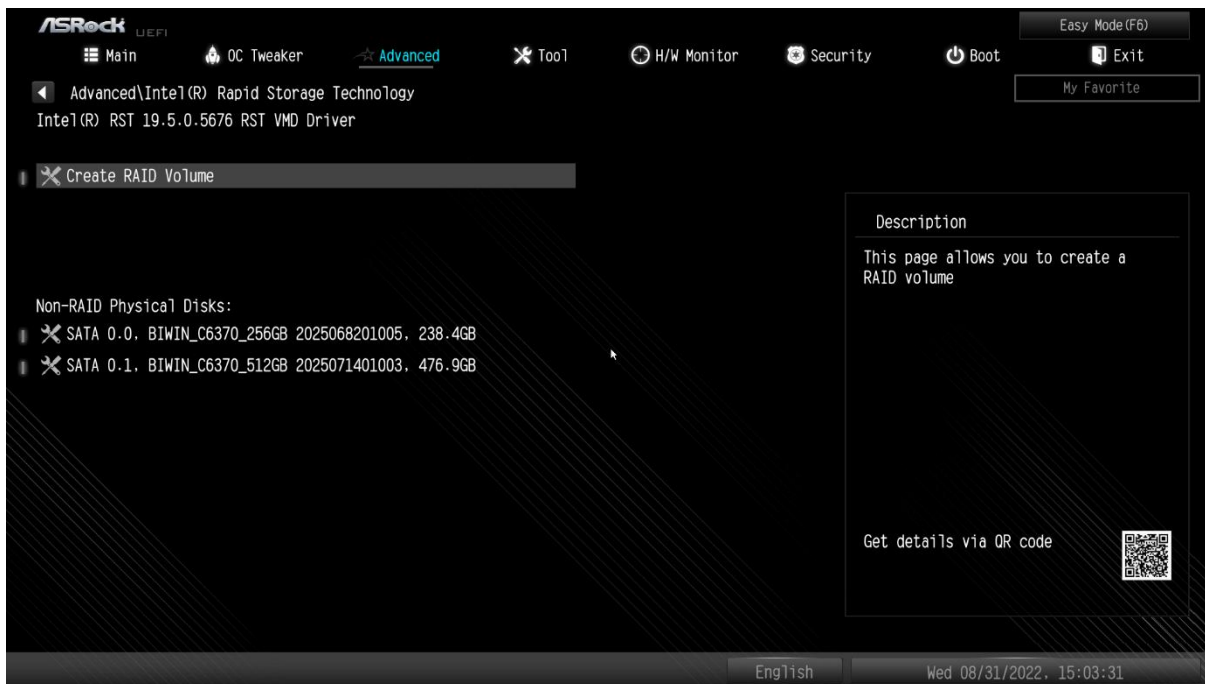 ASRock UEFI
Easy Mode(F6)
Main OC Tweaker Advanced Tool H/W Monitor Security Boot Exit
Advanced\Intel(R) Rapid Storage Technology
My Favorite
Intel(R) RST 19.5.0.5676 RST VMD Driver
Create RAID Volume
Description
This page allows you to create a
RAID volume
Non-RAID Physical Disks:
SATA 0.0, BIWIN_C6370_256GB 2025068201005, 238.4GB
SATA 0.1, BIWIN_C6370_512GB 2025071401003, 476.9GB
Get details via QR code
English
Wed 08/31/2022, 15:03:31